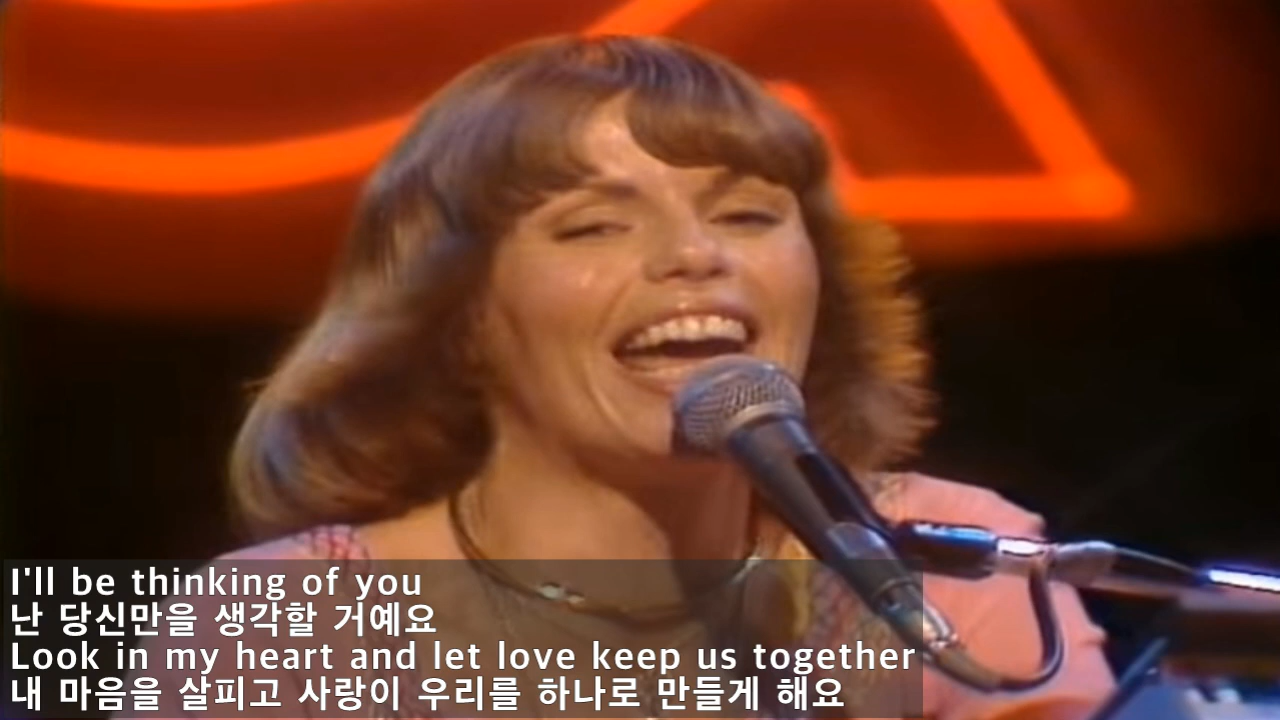 I'll be thinking of you
난 당신만을 생각할 거예요
Look in my heart and let love keep us together
내 마음을 살피고 사랑이 우리를 하나로 만들게 해요